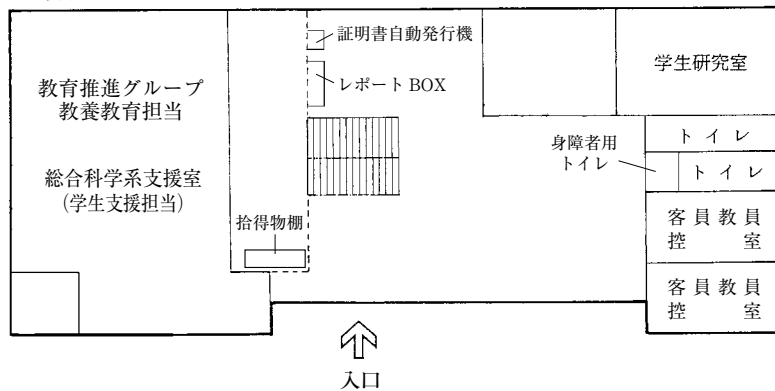 証明書自動発行機
レポート BOX
教育推進グループ
教養教育担当
総合科学系支援室
(学生支援担当)
拾得物棚
学生研究室
身障者用
トイレ
トイレ
トイレ
客員教員
控室
客員教員
控室
入口